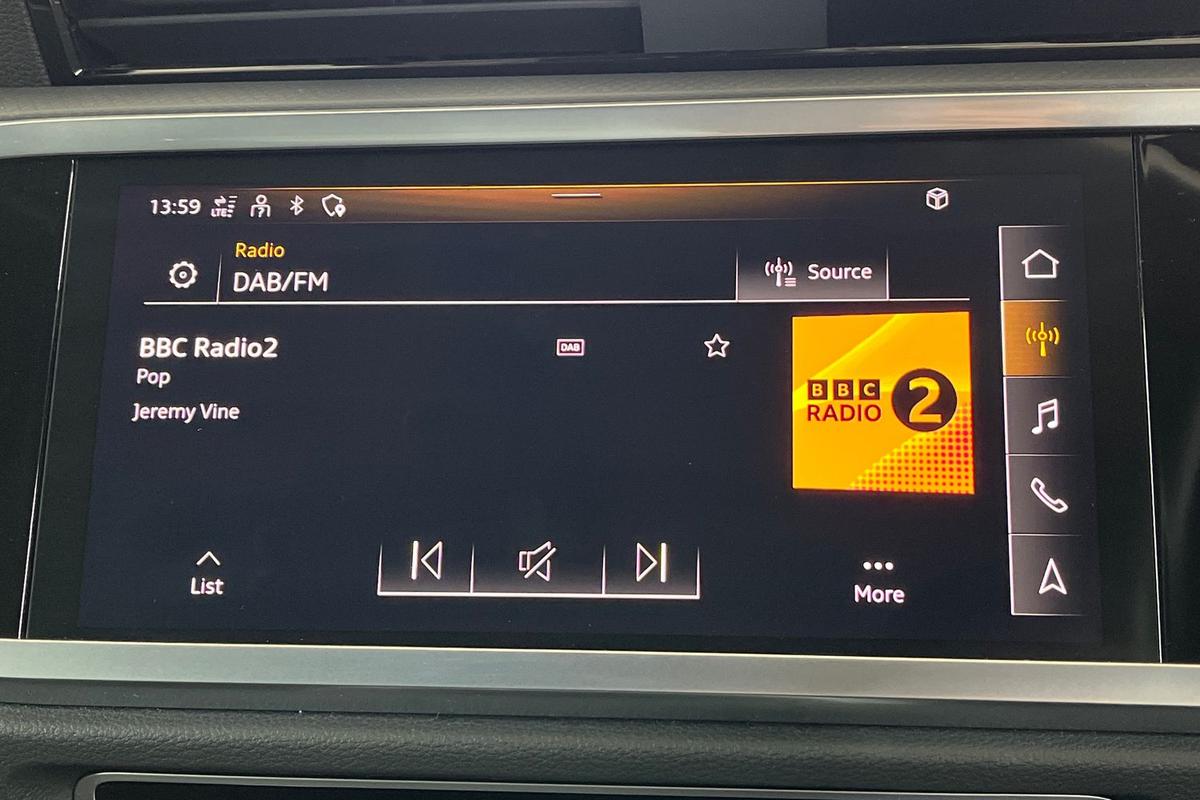 13:59 LTE
Radio
DAB/FM
Source
BBC Radio2
DAB
Pop
Jeremy Vine
BBC
RADIO 2
List
More